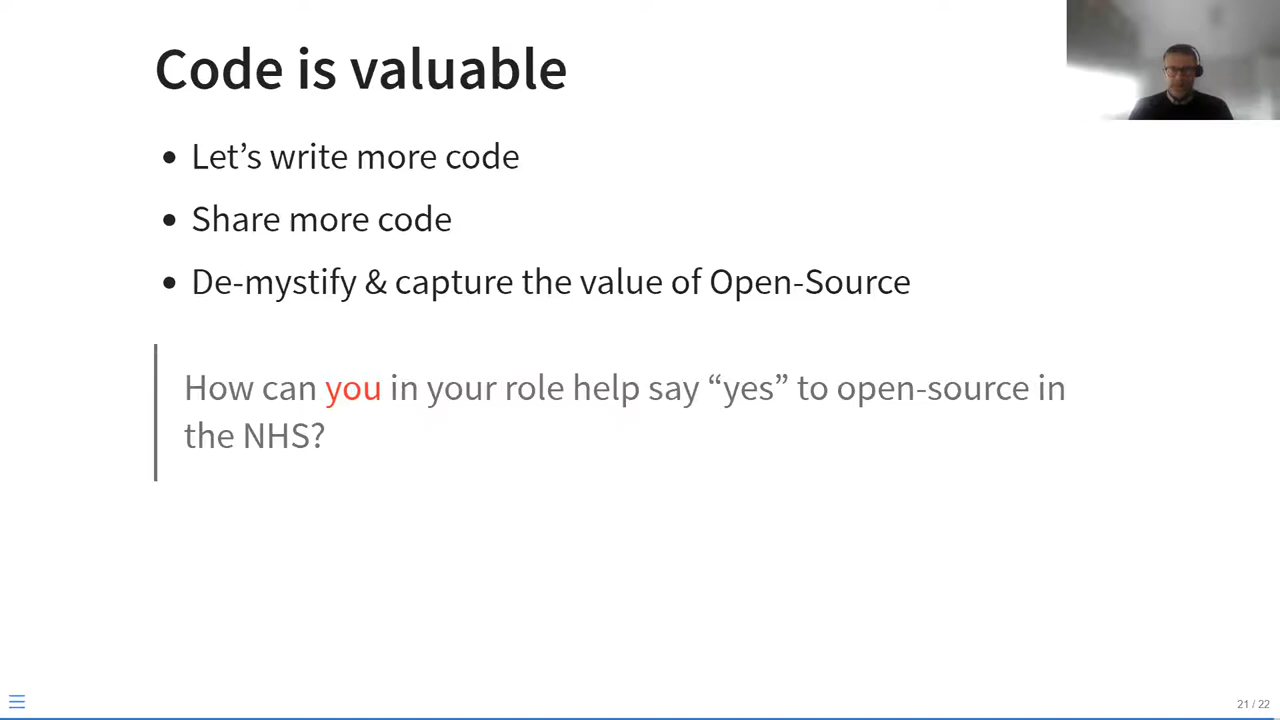 Code is valuable
• Let’s write more code
• Share more code
• De-mystify & capture the value of Open-Source
How can you in your role help say “yes” to open-source in
the NHS?
21 / 22